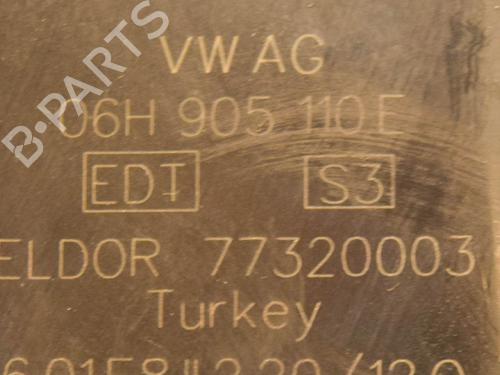 B-PARTS
VW AG
06H 905 110 E
EDT S3
ELDOR 77320003
Turkey